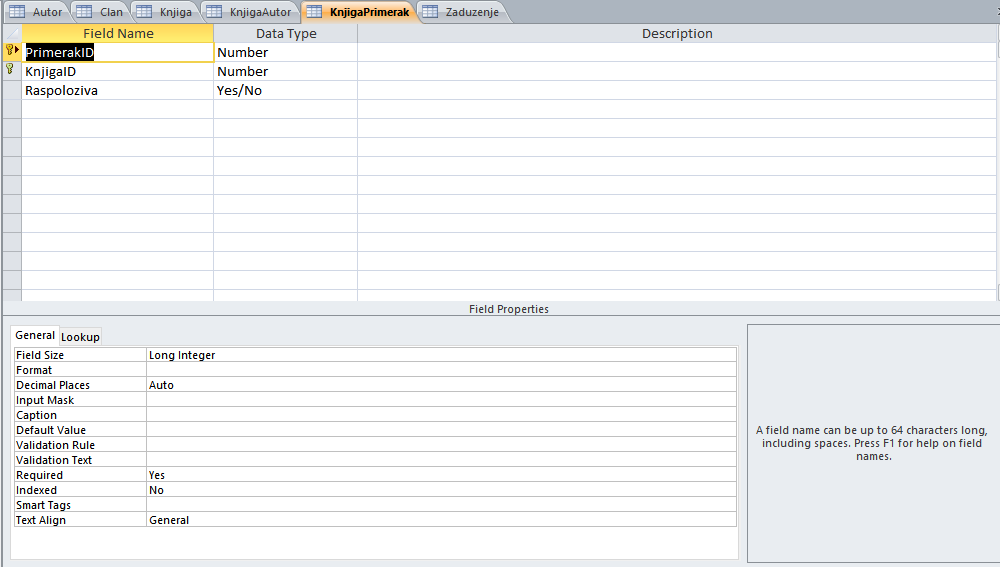 Autor Clan Knjiga KnjigaAutor KnjigaPrimerak Zaduzenje
Field Name Data Type Description
PrimerakID Number
KnjigaID Number
Raspoloziva Yes/No
Field Properties
General Lookup
Field Size Long Integer
Format
Decimal Places Auto
Input Mask
Caption
Default Value
Validation Rule
Validation Text
Required Yes
Indexed No
Smart Tags
Text Align General
A field name can be up to 64 characters long,
including spaces. Press F1 for help on field
names.